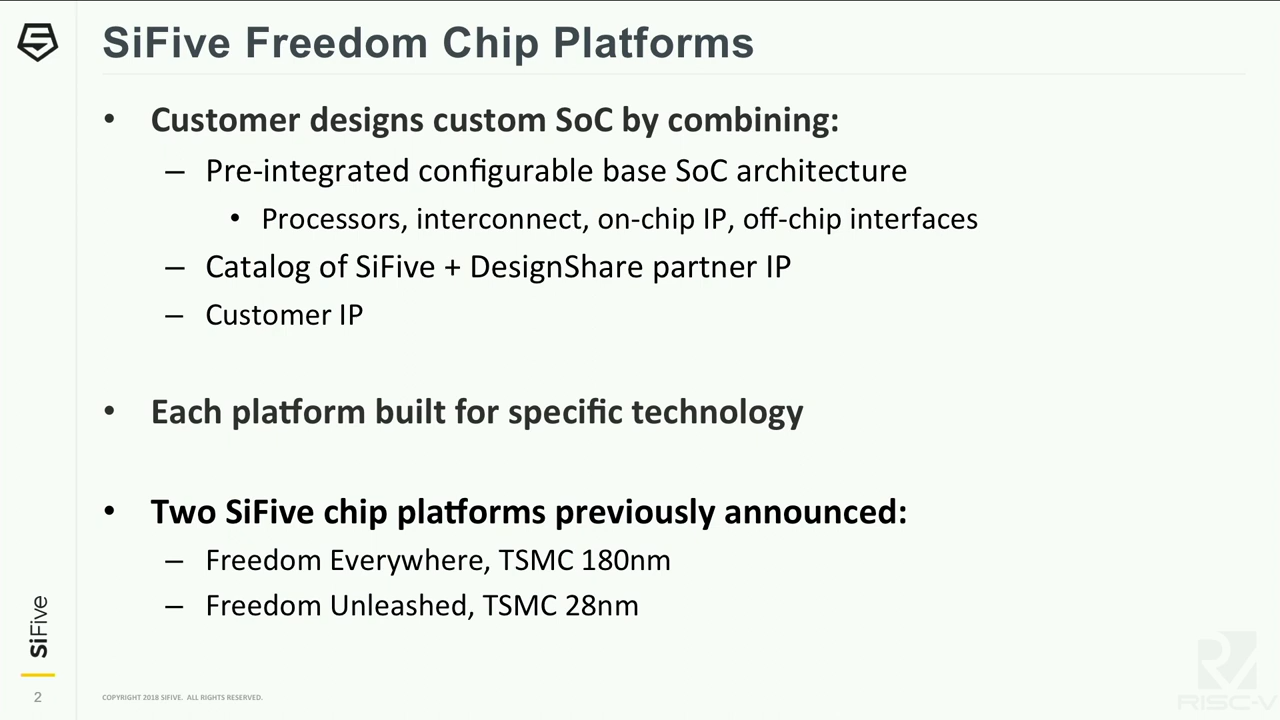 SiFive Freedom Chip Platforms
• Customer designs custom SoC by combining:
– Pre-integrated configurable base SoC architecture
• Processors, interconnect, on-chip IP, off-chip interfaces
– Catalog of SiFive + DesignShare partner IP
– Customer IP
• Each platform built for specific technology
• Two SiFive chip platforms previously announced:
– Freedom Everywhere, TSMC 180nm
– Freedom Unleashed, TSMC 28nm
SiFive
2
COPYRIGHT 2018 SIFIVE. ALL RIGHTS RESERVED.
RISC-V